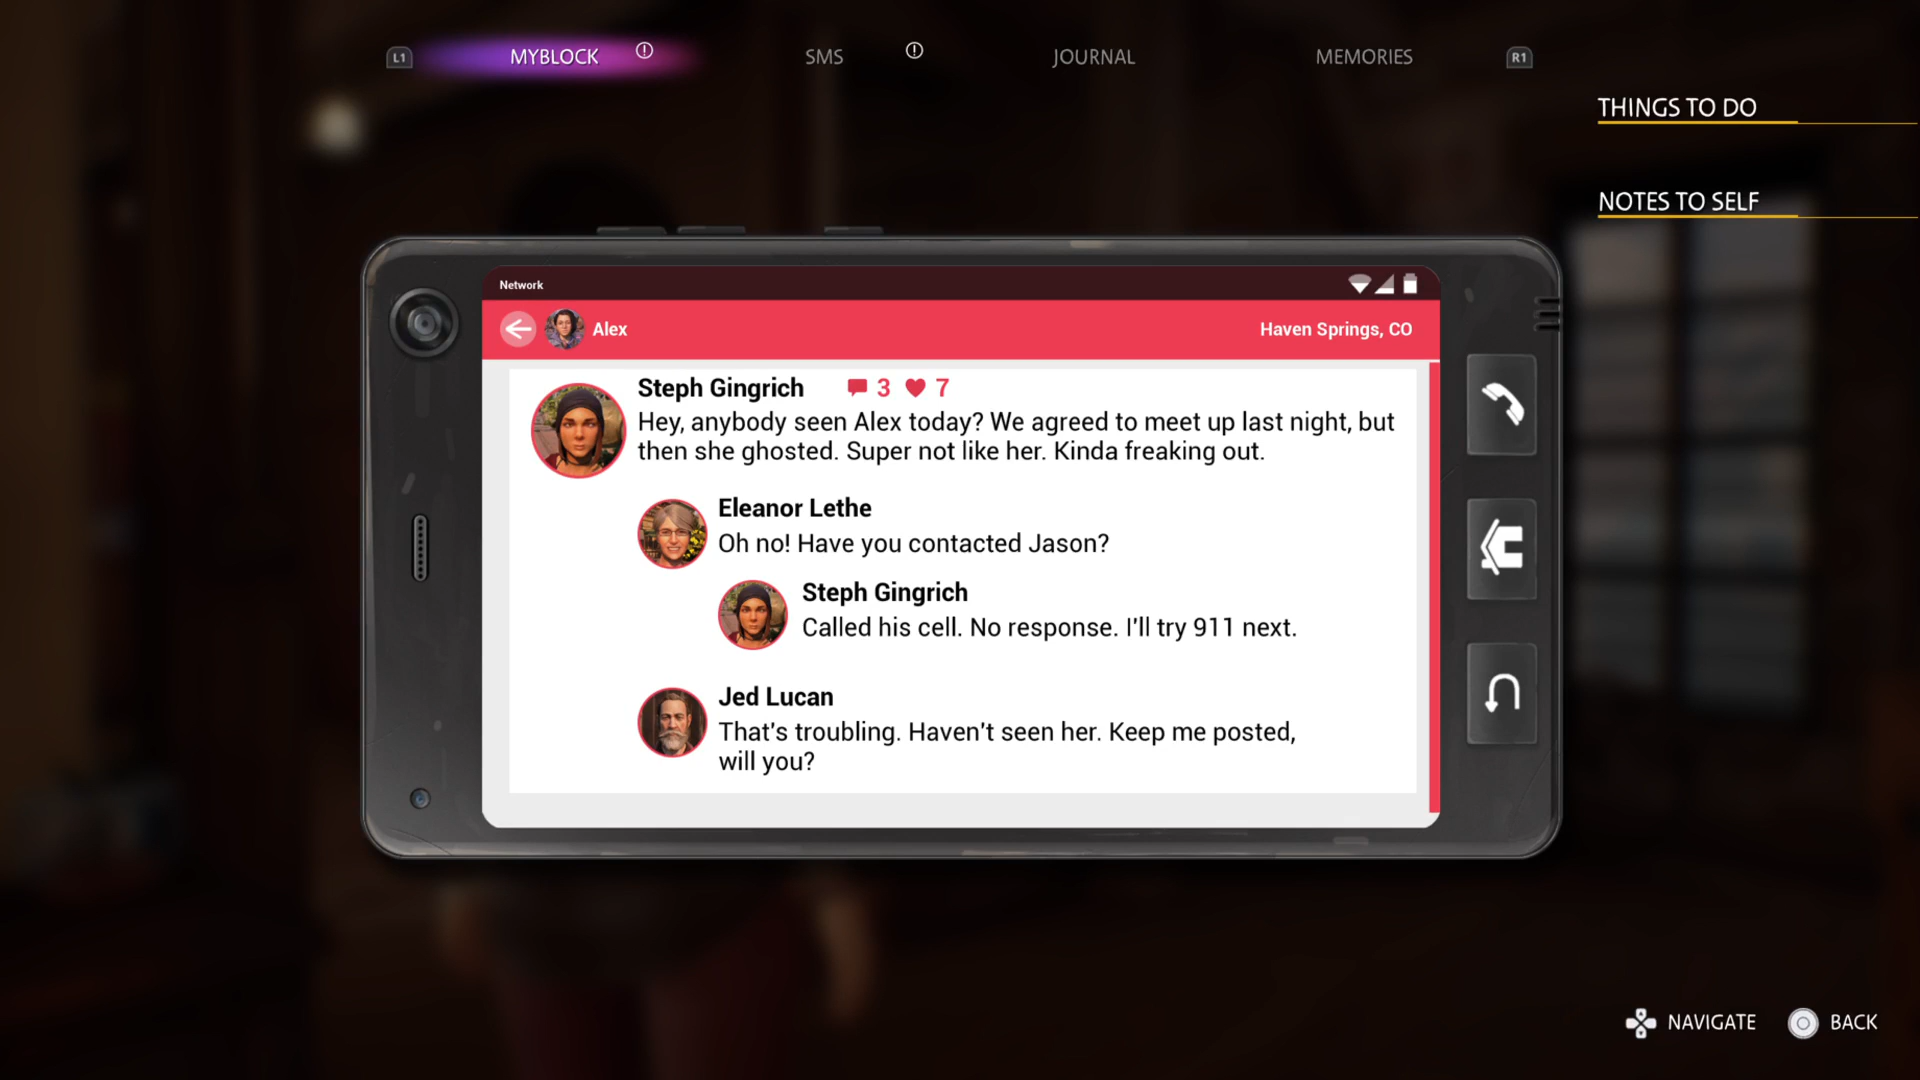 L1
MYBLOCK
SMS
JOURNAL
MEMORIES
R1
THINGS TO DO
NOTES TO SELF
Network
Alex
Haven Springs, CO
Steph Gingrich 3 7
Hey, anybody seen Alex today? We agreed to meet up last night, but
then she ghosted. Super not like her. Kinda freaking out.
Eleanor Lethe
Oh no! Have you contacted Jason?
Steph Gingrich
Called his cell. No response. I'll try 911 next.
Jed Lucan
That's troubling. Haven't seen her. Keep me posted,
will you?
NAVIGATE
BACK